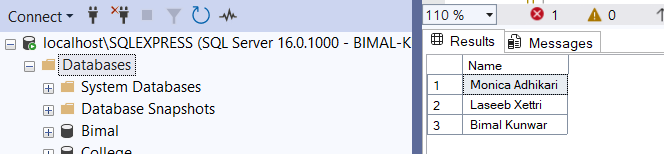 Connect
localhost\SQLEXPRESS (SQL Server 16.0.1000 - BIMAL-K
Databases
System Databases
Database Snapshots
Bimal
College
110 %
1
0
Results
Messages
Name
1 Monica Adhikari
2 Laseeb Xettri
3 Bimal Kunwar